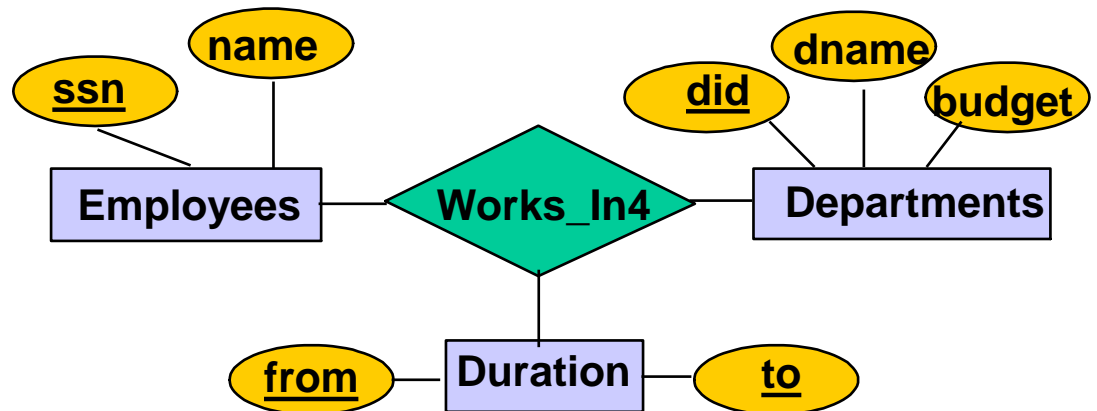 name
ssn
dname
did
budget
Employees
Works_In4
Departments
from
Duration
to